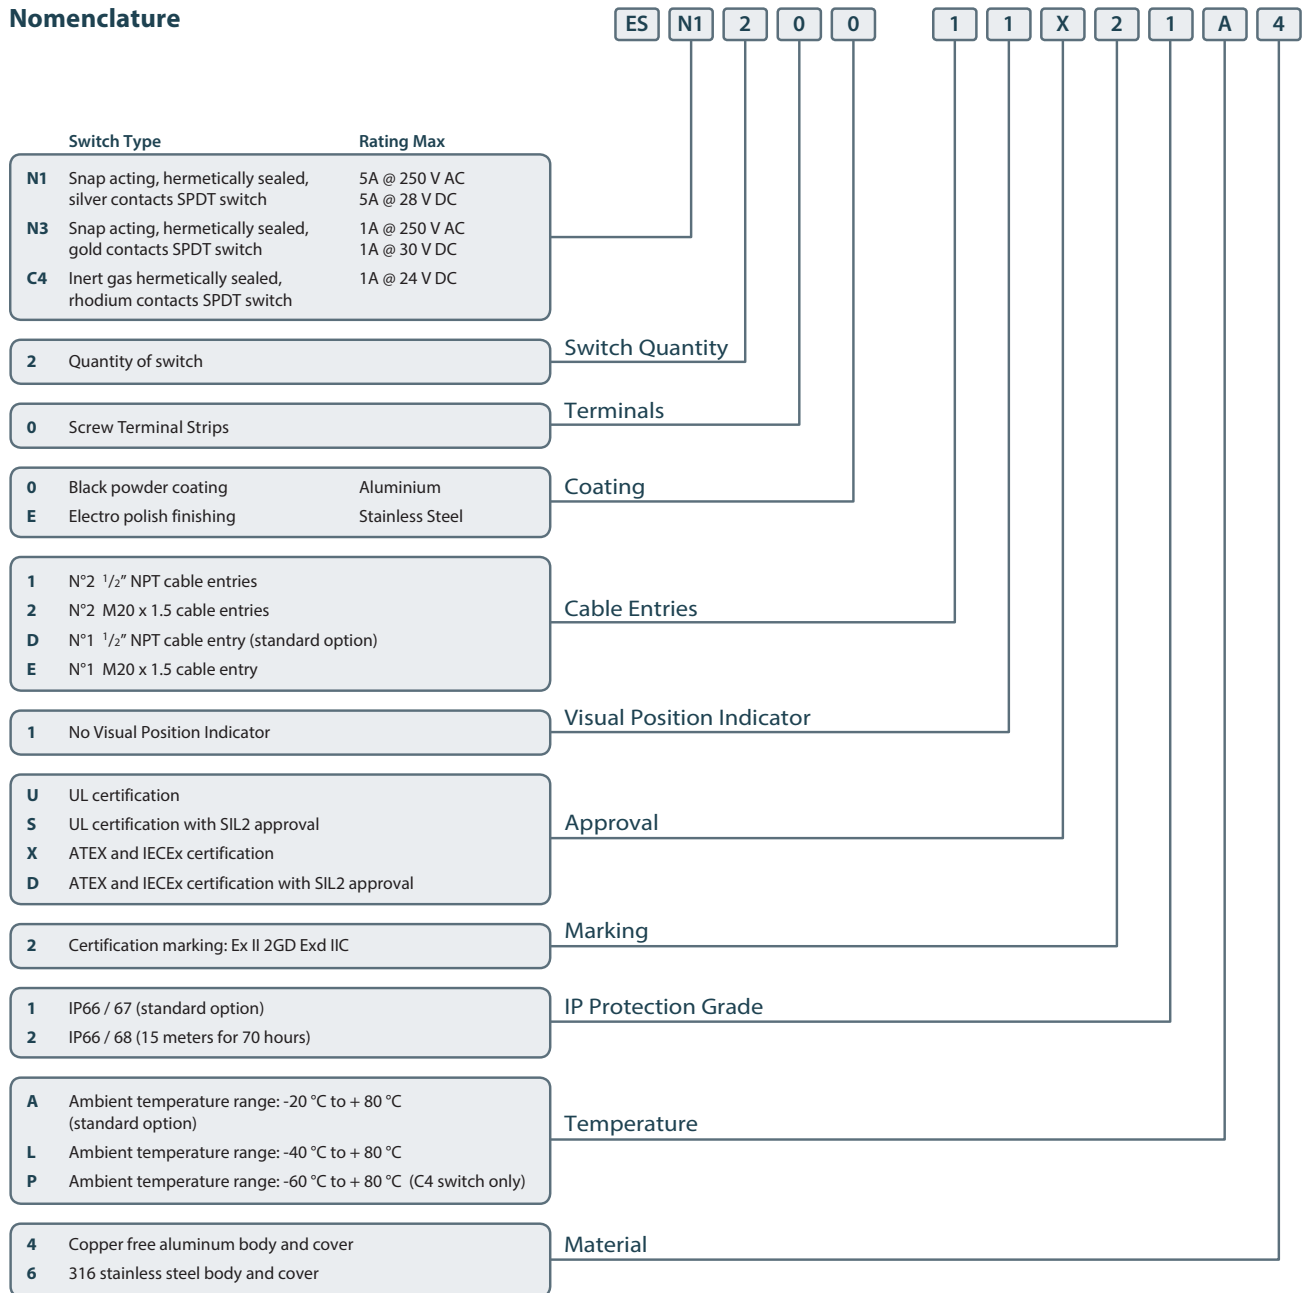 Nomenclature
ES N1 2 0 0 1 1 X 2 1 A 4
Switch Type Rating Max
N1 Snap acting, hermetically sealed, 5A @ 250 V AC
silver contacts SPDT switch 5A @ 28 V DC
N3 Snap acting, hermetically sealed, 1A @ 250 V AC
gold contacts SPDT switch 1A @ 30 V DC
C4 Inert gas hermetically sealed, 1A @ 24 V DC
rhodium contacts SPDT switch
Switch Quantity
2 Quantity of switch
Terminals
0 Screw Terminal Strips
Coating
0 Black powder coating Aluminium
E Electro polish finishing Stainless Steel
Cable Entries
1 N°2 1/2” NPT cable entries
2 N°2 M20 x 1.5 cable entries
D N°1 1/2” NPT cable entry (standard option)
E N°1 M20 x 1.5 cable entry
Visual Position Indicator
1 No Visual Position Indicator
Approval
U UL certification
S UL certification with SIL2 approval
X ATEX and IECEx certification
D ATEX and IECEx certification with SIL2 approval
Marking
2 Certification marking: Ex II 2GD Exd IIC
IP Protection Grade
1 IP66 / 67 (standard option)
2 IP66 / 68 (15 meters for 70 hours)
Temperature
A Ambient temperature range: -20 °C to + 80 °C
(standard option)
L Ambient temperature range: -40 °C to + 80 °C
P Ambient temperature range: -60 °C to + 80 °C (C4 switch only)
Material
4 Copper free aluminum body and cover
6 316 stainless steel body and cover